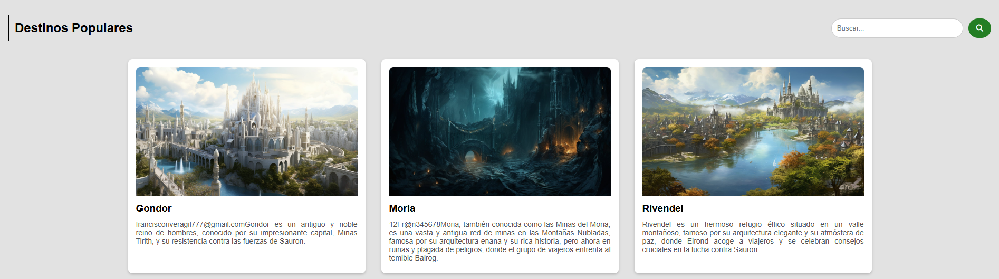 Destinos Populares
Buscar...
Gondor
franciscoriveragil777@gmail.comGondor es un antiguo y noble
reino de hombres, conocido por su impresionante capital, Minas
Tirith, y su resistencia contra las fuerzas de Sauron.
Moria
12Fr@n345678Moria, también conocida como las Minas del Moria,
es una vasta y antigua red de minas en las Montañas Nubladas,
famosa por su arquitectura enana y su rica historia, pero ahora en
ruinas y plagada de peligros, donde el grupo de viajeros enfrenta al
temible Balrog.
Rivendel
Rivendel es un hermoso refugio élfico situado en un valle
montañoso, famoso por su arquitectura elegante y su atmósfera de
paz, donde Elrond acoge a viajeros y se celebran consejos
cruciales en la lucha contra Sauron.